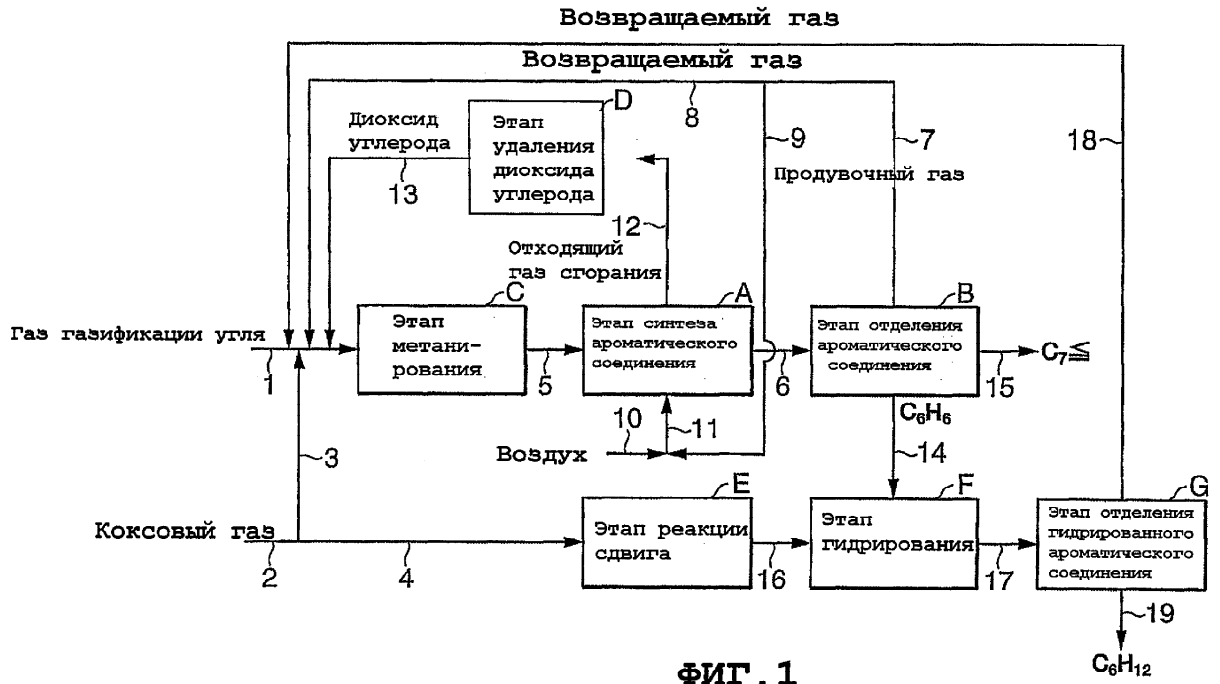 Возвращаемый газ
Возвращаемый газ
8
D
Диоксид
углерода
13
Этап
удаления
диоксида
углерода
9
7
18
Продувочный газ
12
Отходящий
газ сгорания
C
A
B
Газ газификации угля
1
Этап
метани-
рования
5
Этап синтеза
ароматического
соединения
6
Этап отделения
ароматического
соединения
15
C₇≦
C₆H₆
3
10
11
Воздух
14
E
F
G
Коксовый газ
2
4
Этап реакции
сдвига
16
Этап
гидрирования
17
Этап отделения
гидрированного
ароматического
соединения
19
C₆H₁₂
ФИГ.1